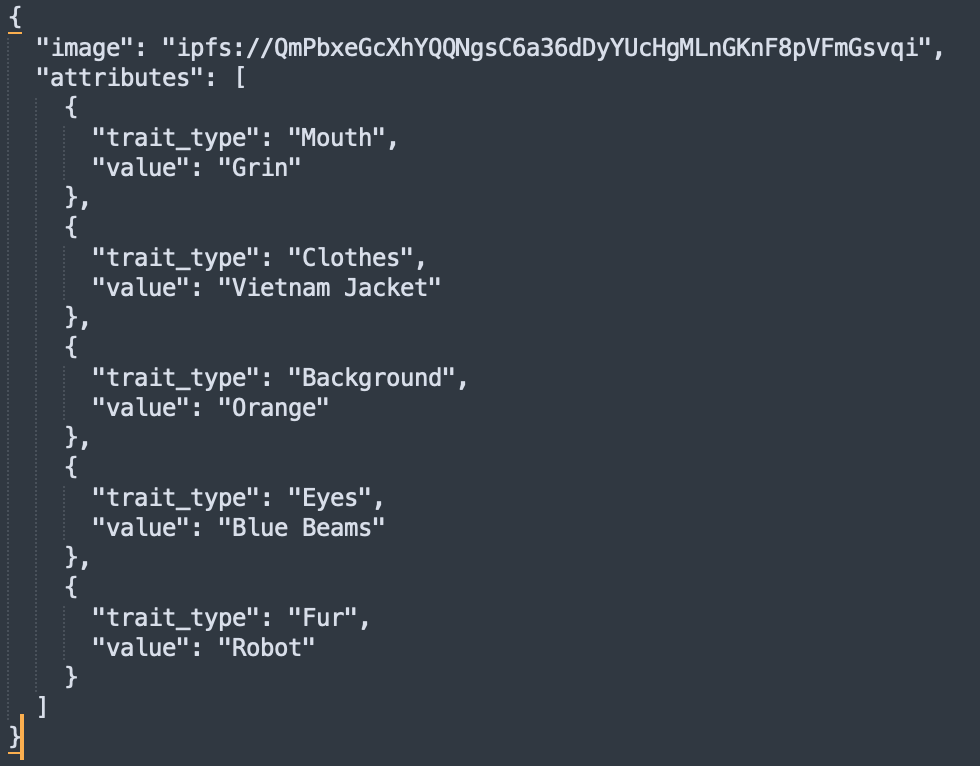 {
  "image": "ipfs://QmPbxeGcXhYQQNgsC6a36dDyYUcHgMLnGKnF8pVFmGsvqi",
  "attributes": [
    {
      "trait_type": "Mouth",
      "value": "Grin"
    },
    {
      "trait_type": "Clothes",
      "value": "Vietnam Jacket"
    },
    {
      "trait_type": "Background",
      "value": "Orange"
    },
    {
      "trait_type": "Eyes",
      "value": "Blue Beams"
    },
    {
      "trait_type": "Fur",
      "value": "Robot"
    }
  ]
}